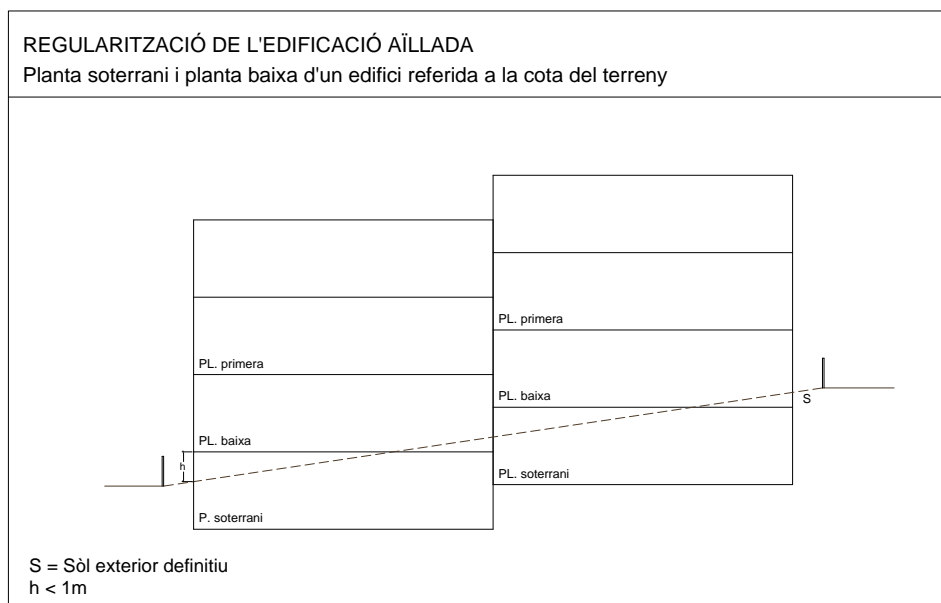 REGULARITZACIÓ DE L'EDIFICACIÓ AÏLLADA
Planta soterrani i planta baixa d'un edifici referida a la cota del terreny
PL. primera
PL. primera
PL. baixa
S
PL. baixa
h
PL. soterrani
P. soterrani
S = Sòl exterior definitiu
h < 1m